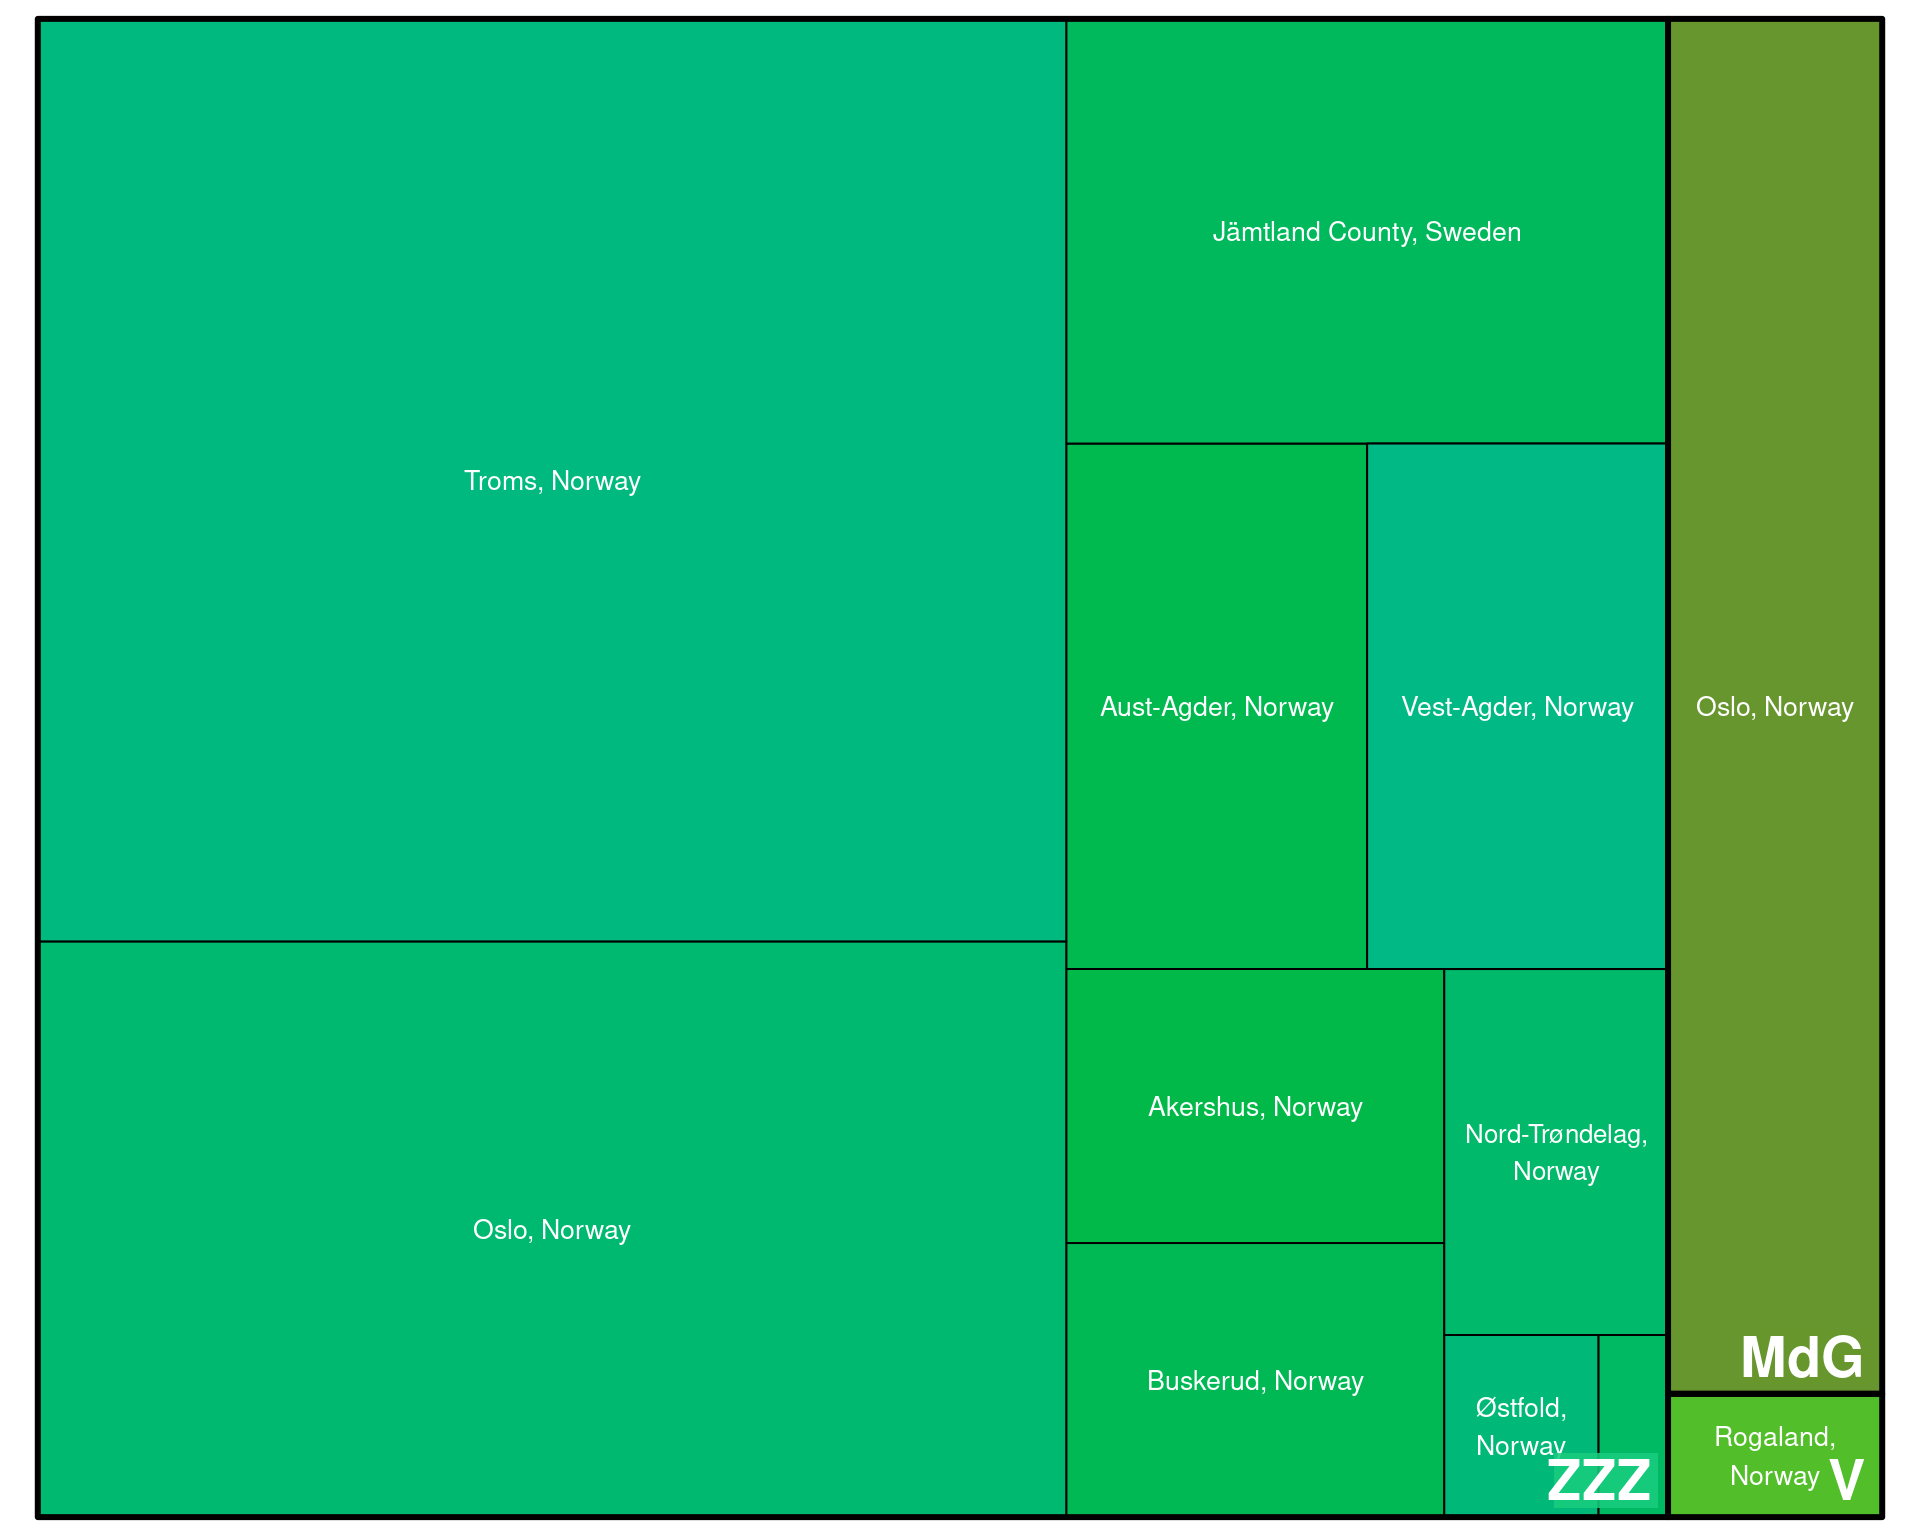 Troms, Norway
Oslo, Norway
Jämtland County, Sweden
Aust-Agder, Norway
Vest-Agder, Norway
Akershus, Norway
Buskerud, Norway
Nord-Trøndelag,
Norway
Østfold,
Norway
ZZZ
Oslo, Norway
MdG
Rogaland,
Norway
V